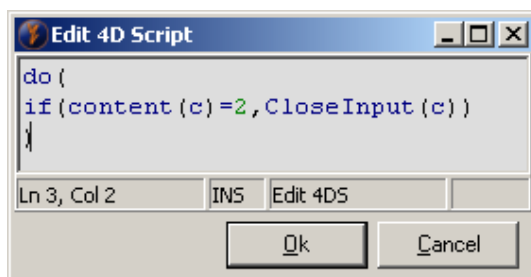 Edit 4D Script
do(
if(content(c)=2,CloseInput(c))
)
Ln 3, Col 2 INS Edit 4DS
Ok Cancel